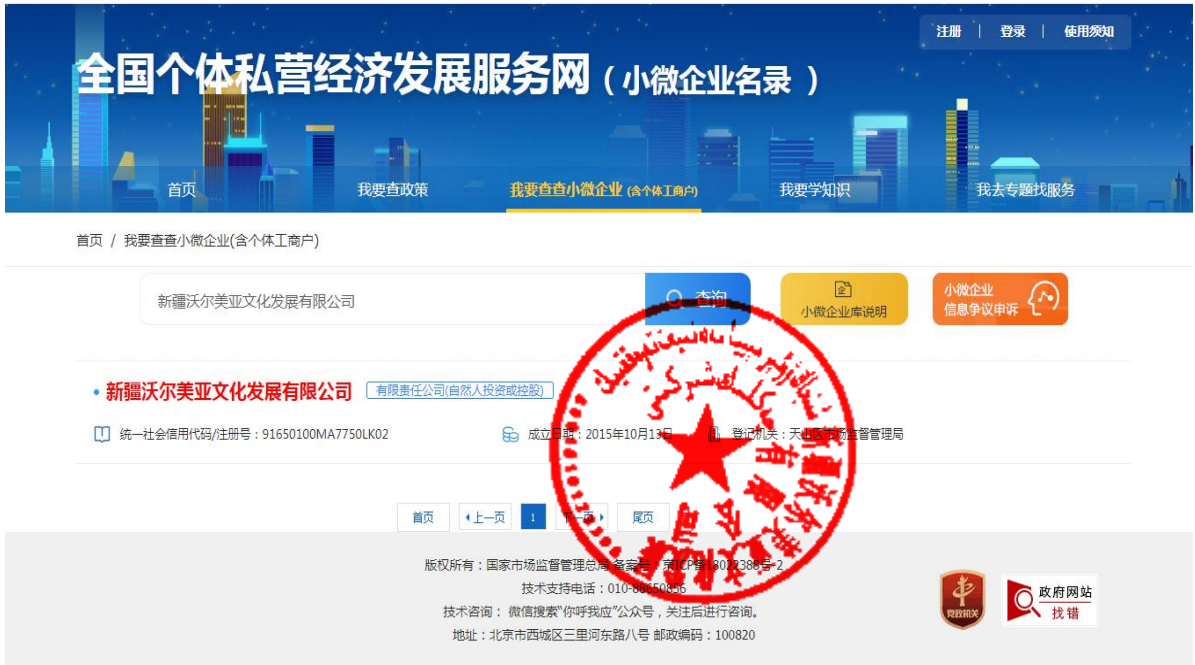 注册 | 登录 | 使用须知
全国个体私营经济发展服务网（小微企业名录 ）
首页 我要查政策 我要查查小微企业 (含个体工商户) 我要学知识 我去专题找服务
首页 / 我要查查小微企业(含个体工商户)
新疆沃尔美亚文化发展有限公司 查询 小微企业库说明 小微企业 信息争议申诉
新疆沃尔美亚文化发展有限公司 有限责任公司(自然人投资或控股)
统一社会信用代码/注册号：91650100MA7750LK02 成立日期：2015年10月13日 登记机关：天山区市场监督管理局
首页 上一页 1 下一页 尾页
版权所有：国家市场监督管理总局 备案号：京ICP备18022388号-2
技术支持电话：010-88650856
技术咨询： 微信搜索“你呼我应”公众号，关注后进行咨询。
地址：北京市西城区三里河东路八号 邮政编码：100820
党政机关
政府网站
找错